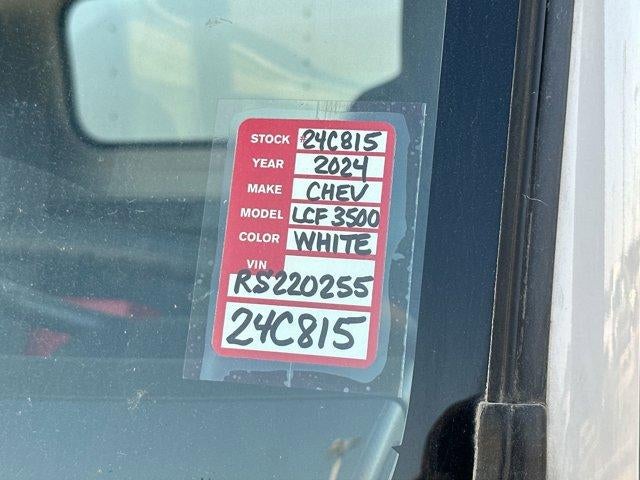 STOCK #24C815
YEAR 2024
MAKE CHEV
MODEL LCF 3500
COLOR WHITE
VIN
RS220255
24C815